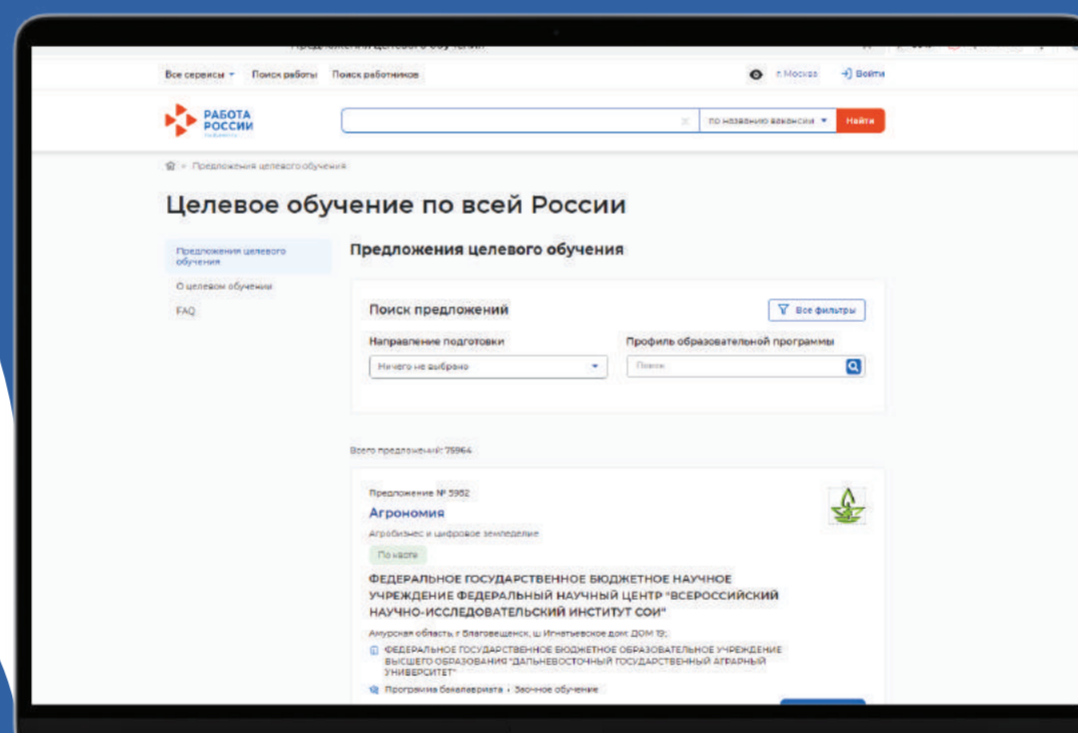 Все сервисы Поиск работы Поиск работников г. Москва Войти
РАБОТА
РОССИИ
по названию вакансии Найти
Предложения целевого обучения
Целевое обучение по всей России
Предложения целевого
обучения
О целевом обучении
FAQ
Предложения целевого обучения
Поиск предложений Все фильтры
Направление подготовки Профиль образовательной программы
Ничего не выбрано Поиск
Всего предложений: 75964
Предложение № 5982
Агрономия
Агробизнес и цифровое земледелие
По квоте
ФЕДЕРАЛЬНОЕ ГОСУДАРСТВЕННОЕ БЮДЖЕТНОЕ НАУЧНОЕ
УЧРЕЖДЕНИЕ ФЕДЕРАЛЬНЫЙ НАУЧНЫЙ ЦЕНТР "ВСЕРОССИЙСКИЙ
НАУЧНО-ИССЛЕДОВАТЕЛЬСКИЙ ИНСТИТУТ СОИ"
Амурская область, г Благовещенск, ш Игнатьевское дом: ДОМ 19;
ФЕДЕРАЛЬНОЕ ГОСУДАРСТВЕННОЕ БЮДЖЕТНОЕ ОБРАЗОВАТЕЛЬНОЕ УЧРЕЖДЕНИЕ
ВЫСШЕГО ОБРАЗОВАНИЯ "ДАЛЬНЕВОСТОЧНЫЙ ГОСУДАРСТВЕННЫЙ АГРАРНЫЙ
УНИВЕРСИТЕТ"
Программа бакалавриата • Заочное обучение